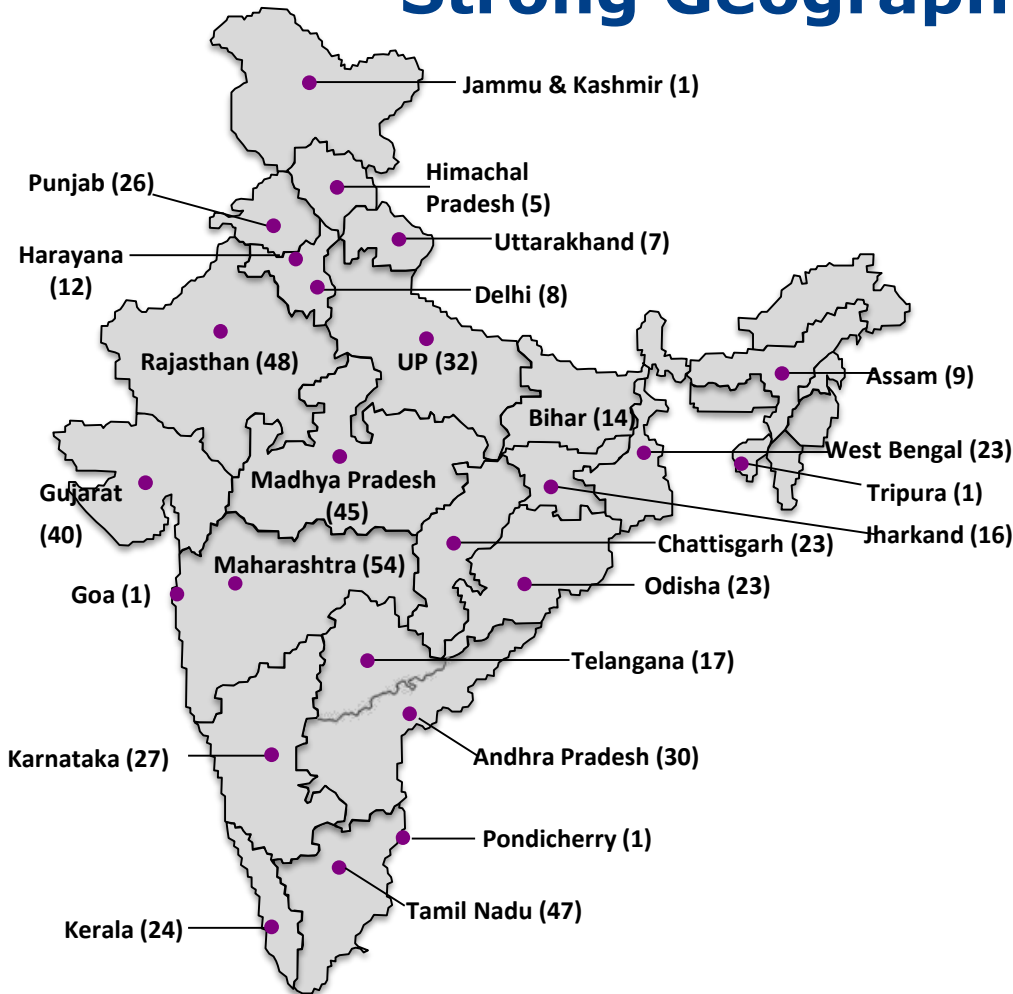 Strong Geograph
Jammu & Kashmir (1)
Himachal
Pradesh (5)
Punjab (26)
Uttarakhand (7)
Harayana
(12)
Delhi (8)
Rajasthan (48)
UP (32)
Assam (9)
Bihar (14)
West Bengal (23)
Madhya Pradesh
(45)
Gujarat
(40)
Tripura (1)
Jharkand (16)
Chattisgarh (23)
Maharashtra (54)
Odisha (23)
Goa (1)
Telangana (17)
Karnataka (27)
Andhra Pradesh (30)
Pondicherry (1)
Tamil Nadu (47)
Kerala (24)